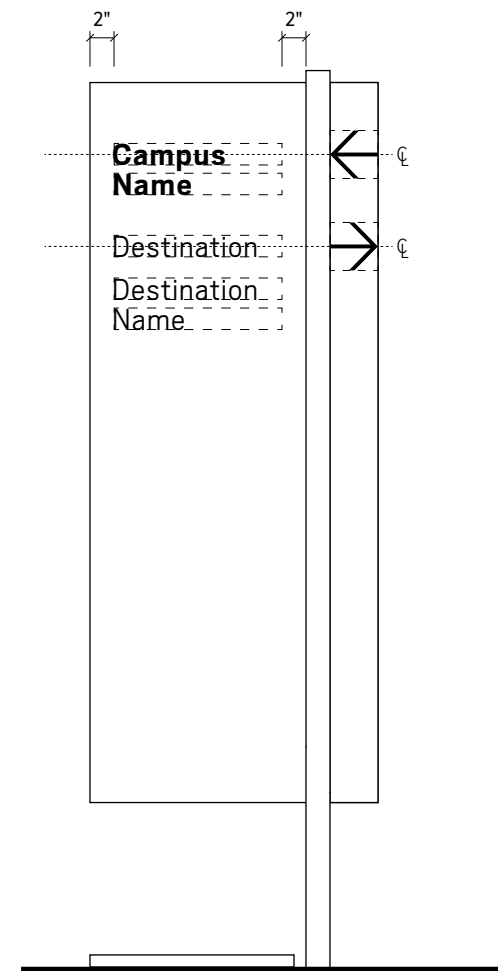 2" 2"
Campus ℄
Name
Destination ℄
Destination
Name